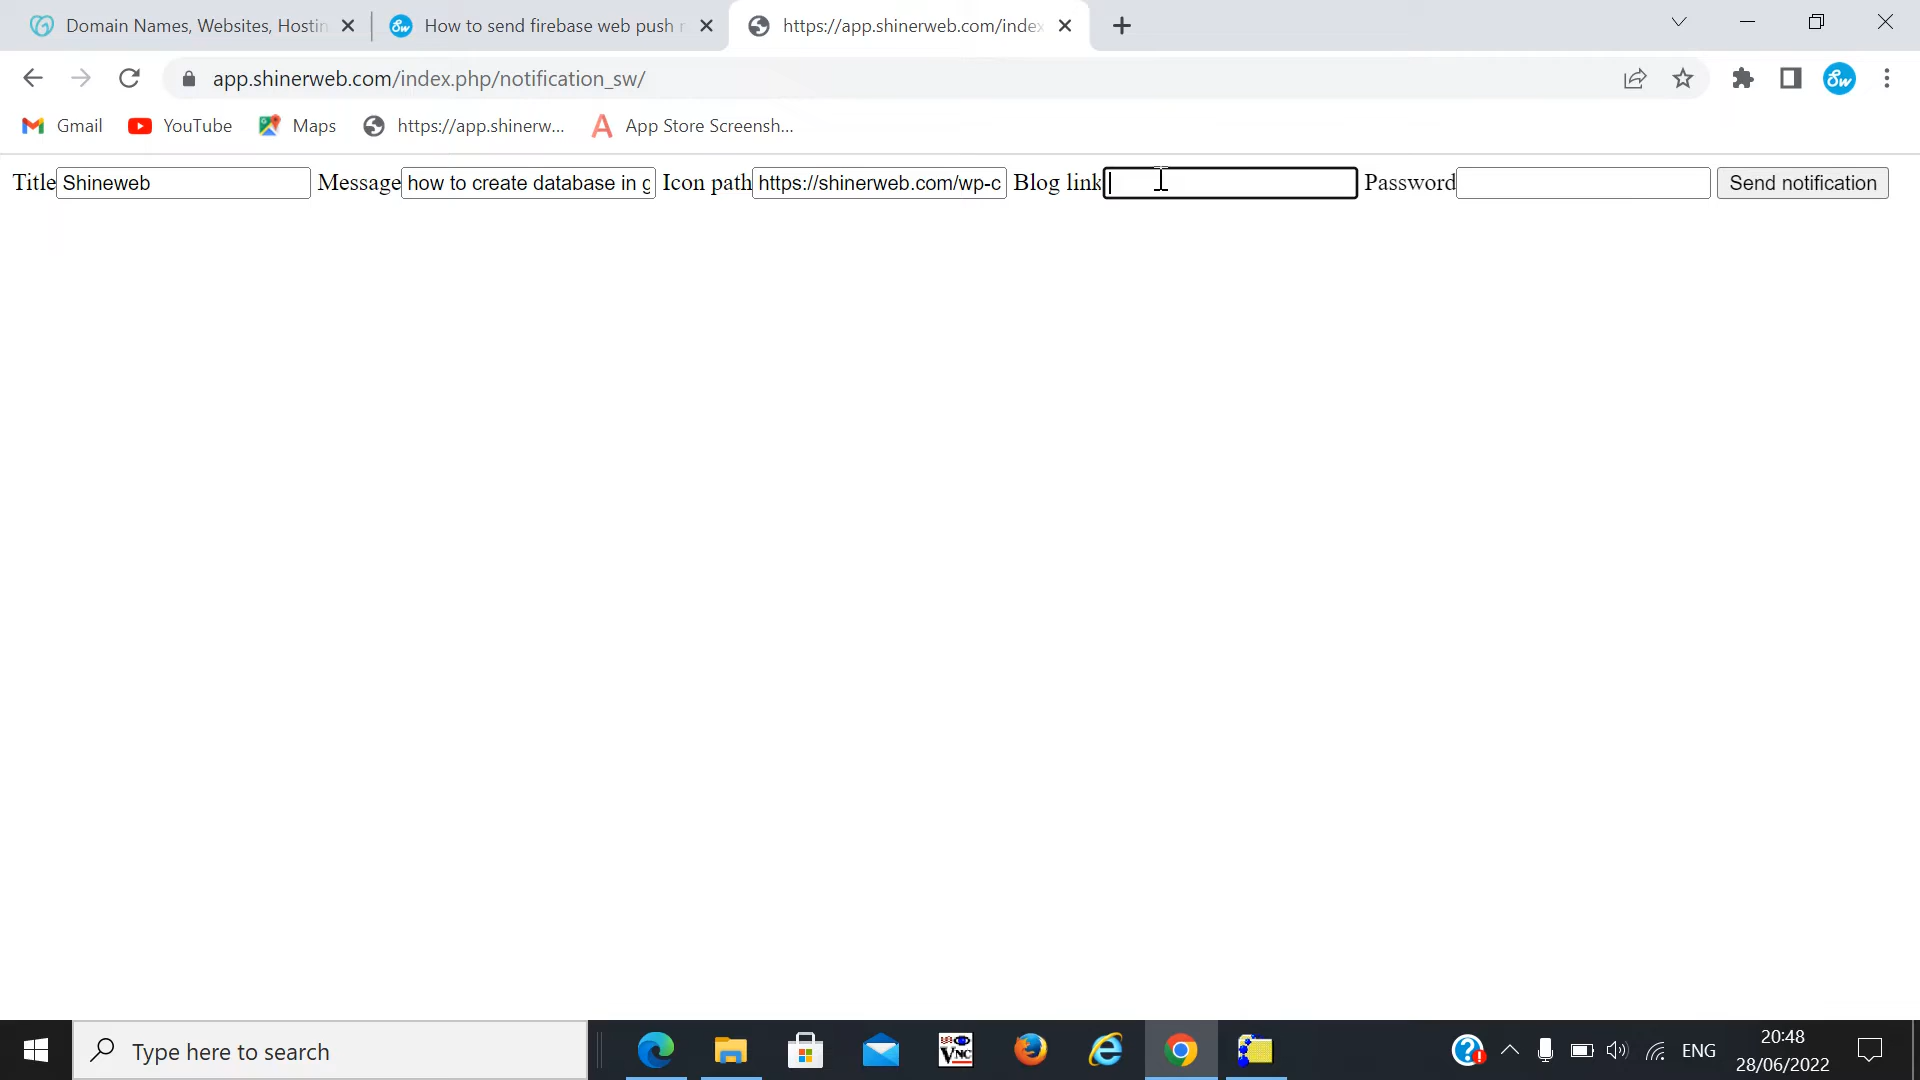 Domain Names, Websites, Hostin
How to send firebase web push
https://app.shinerweb.com/index
app.shinerweb.com/index.php/notification_sw/
Sw
Gmail YouTube Maps https://app.shinerw... App Store Screensh...
Title Shineweb Message how to create database in g Icon path https://shinerweb.com/wp-c Blog link Password Send notification
Type here to search
VNC
ENG
20:48
28/06/2022